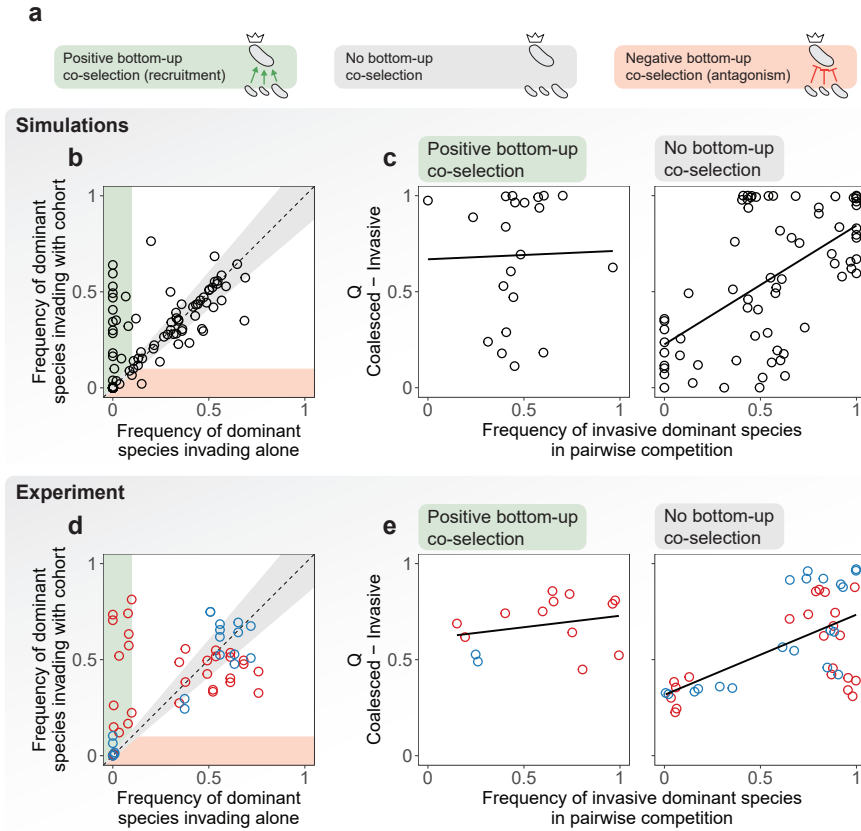 a
Positive bottom-up
co-selection (recruitment)
No bottom-up
co-selection
Negative bottom-up
co-selection (antagonism)
Simulations
b
Frequency of dominant
species invading with cohort
1
0.5
0
0
0.5
1
Frequency of dominant
species invading alone
c
Positive bottom-up
co-selection
No bottom-up
co-selection
Q
Coalesced – Invasive
1
0.5
0
0
0.5
1
0
0.5
1
Frequency of invasive dominant species
in pairwise competition
Experiment
d
Frequency of dominant
species invading with cohort
1
0.5
0
0
0.5
1
Frequency of dominant
species invading alone
e
Positive bottom-up
co-selection
No bottom-up
co-selection
Q
Coalesced – Invasive
1
0.5
0
0
0.5
1
0
0.5
1
Frequency of invasive dominant species
in pairwise competition